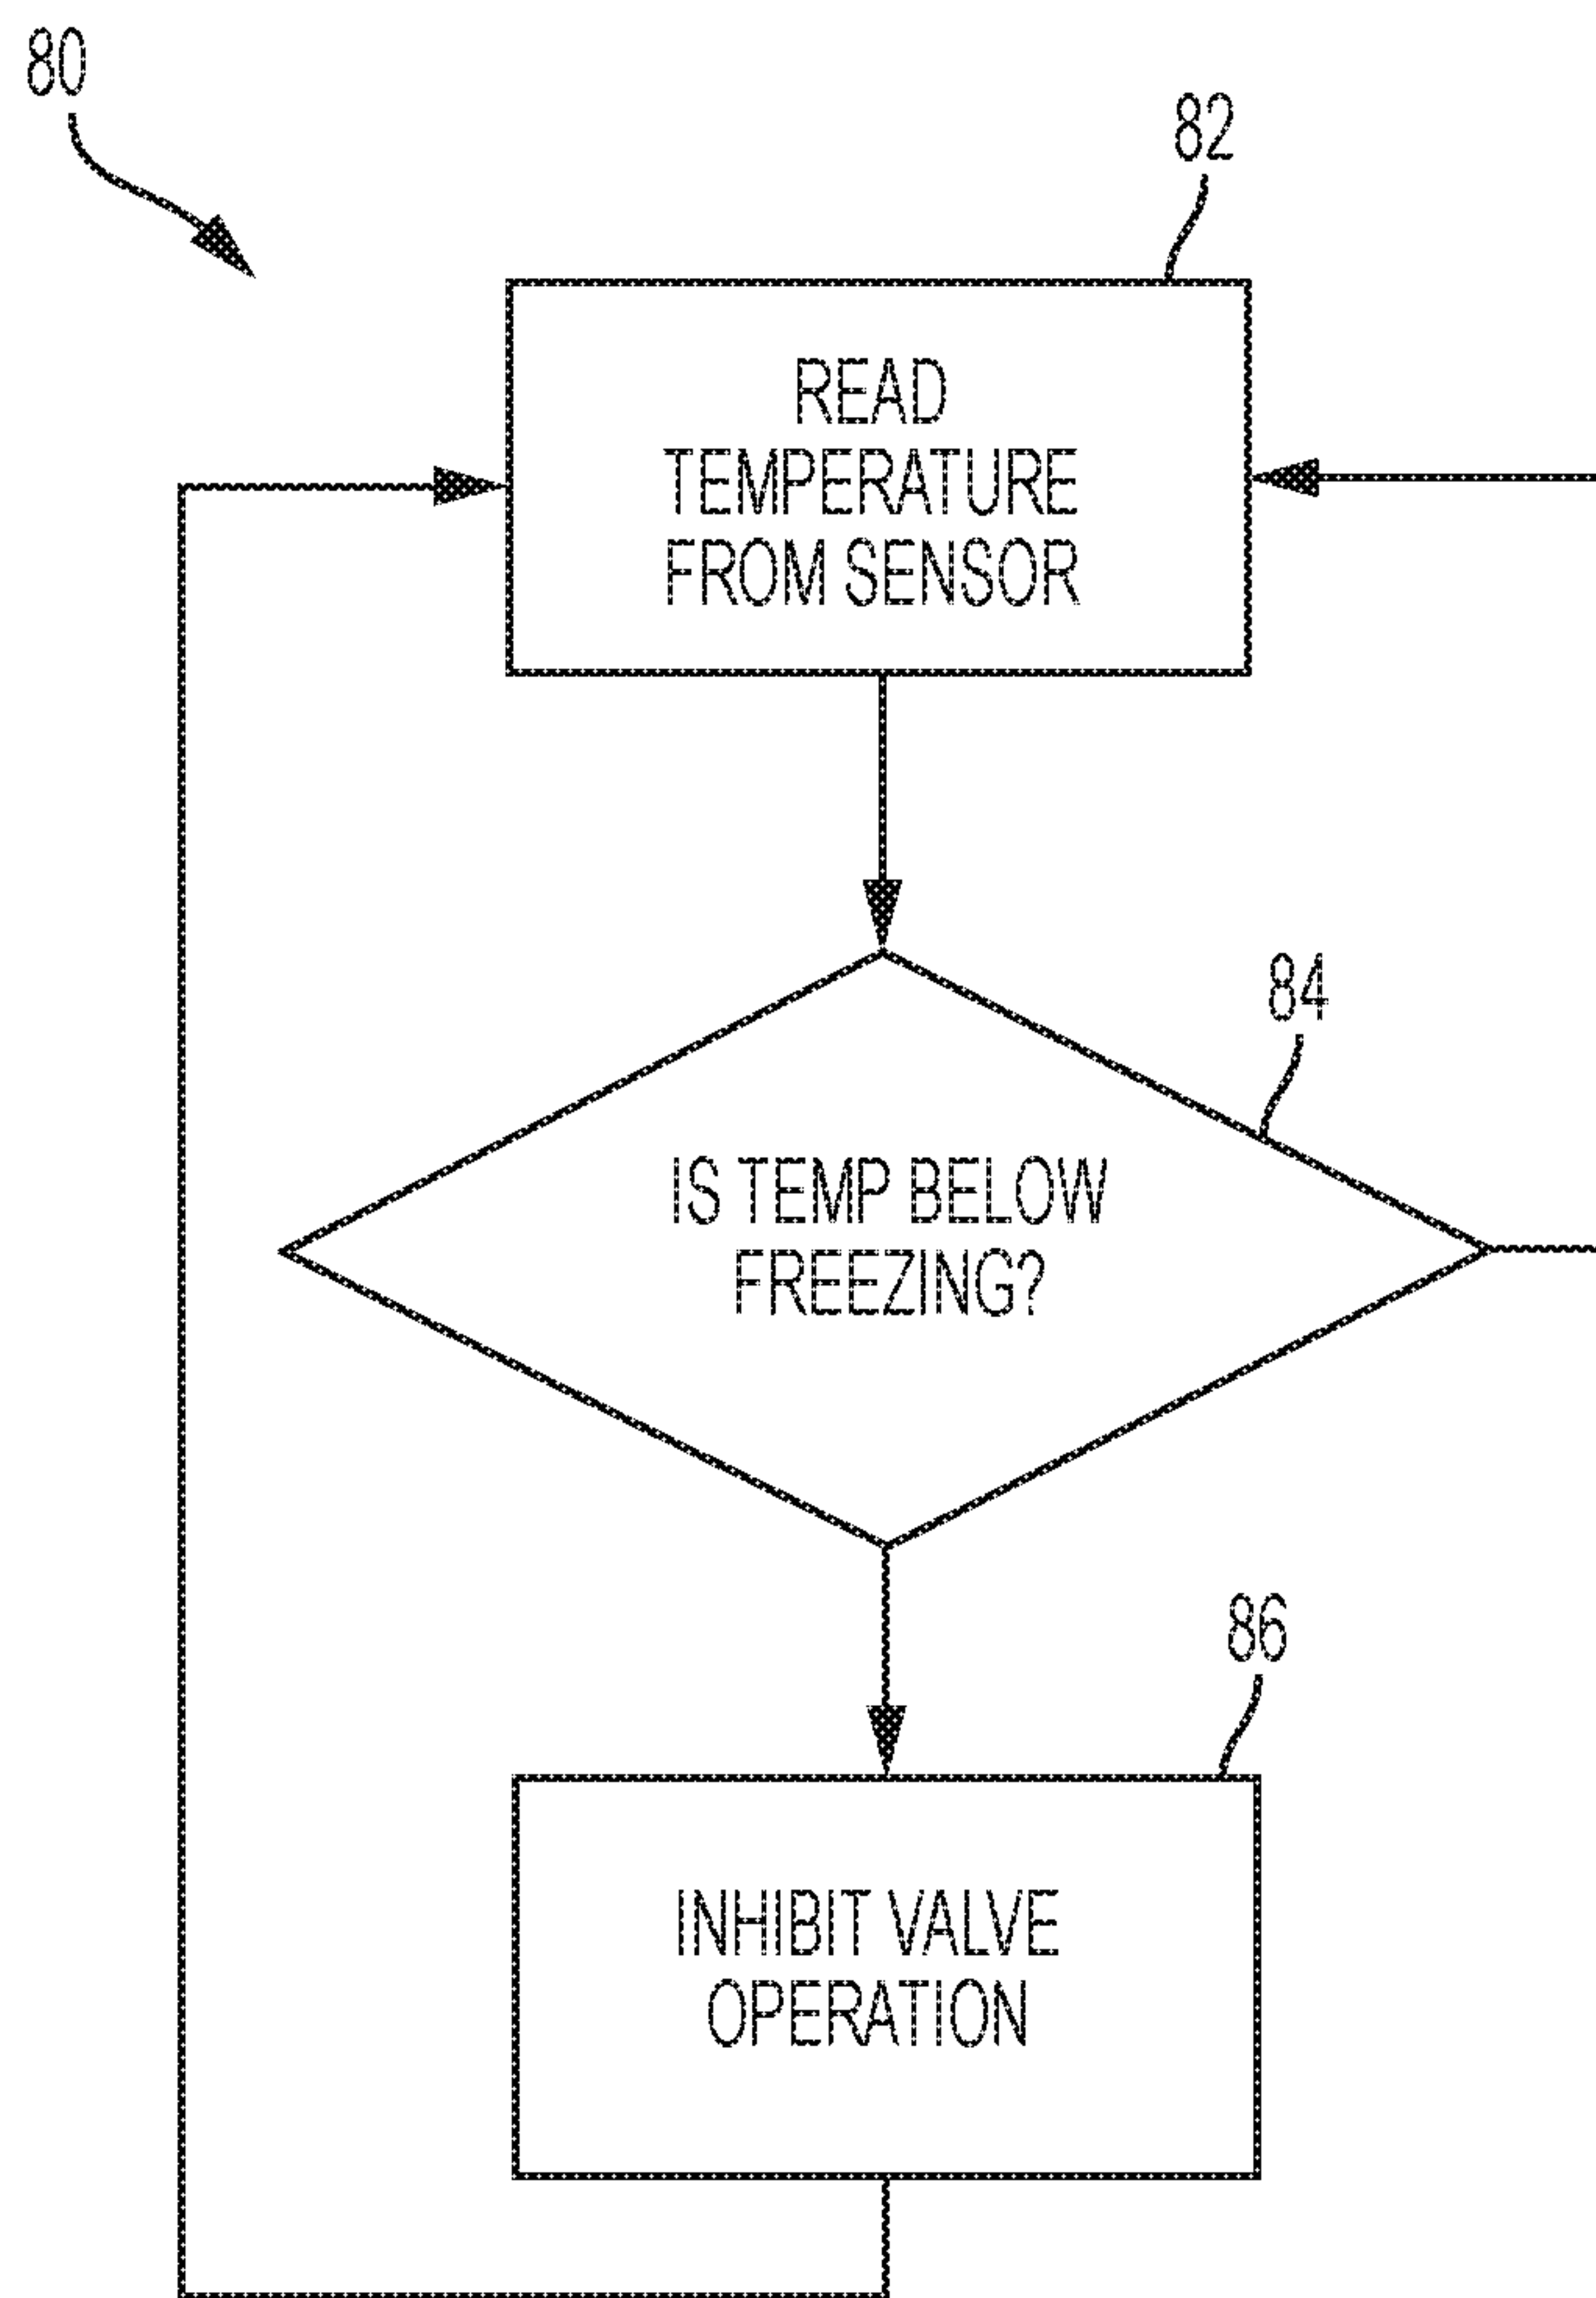 80
82
READ
TEMPERATURE
FROM SENSOR
84
IS TEMP BELOW
FREEZING?
86
INHIBIT VALVE
OPERATION